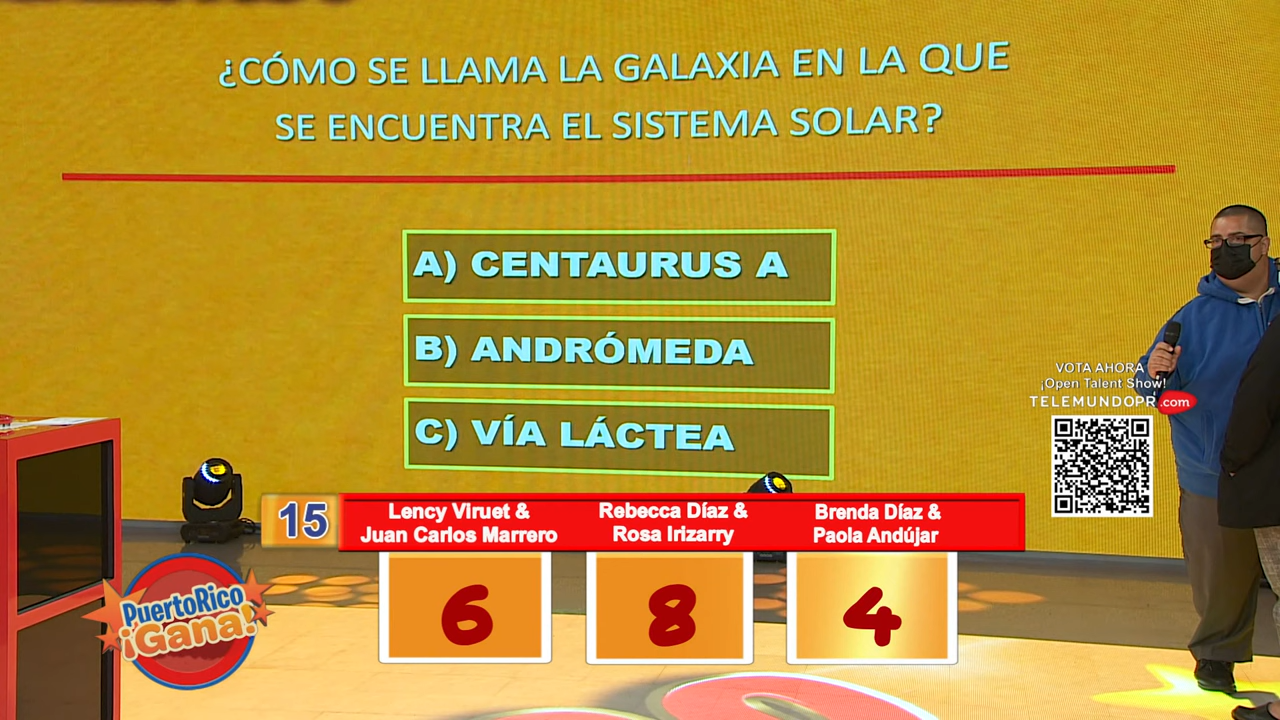 ¿CÓMO SE LLAMA LA GALAXIA EN LA QUE
SE ENCUENTRA EL SISTEMA SOLAR?
A) CENTAURUS A
B) ANDRÓMEDA
C) VÍA LÁCTEA
VOTA AHORA
¡Open Talent Show!
TELEMUNDOPR.com
15
Lency Viruet &
Juan Carlos Marrero
Rebecca Díaz &
Rosa Irizarry
Brenda Díaz &
Paola Andújar
6
8
4
PuertoRico
¡Gana!